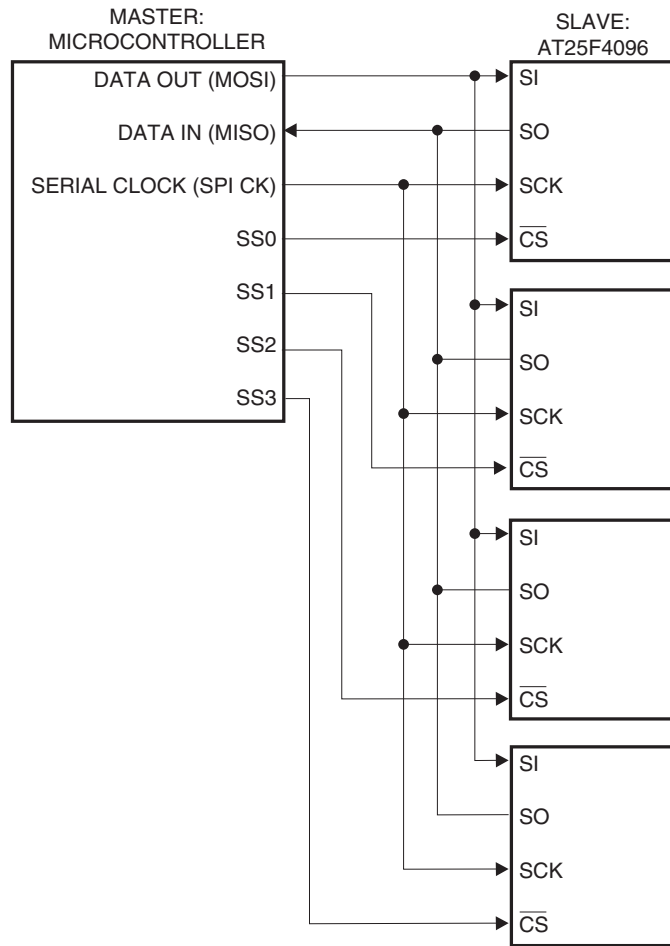 MASTER:
MICROCONTROLLER
SLAVE:
AT25F4096
DATA OUT (MOSI)
DATA IN (MISO)
SERIAL CLOCK (SPI CK)
SS0
SS1
SS2
SS3
SI
SO
SCK
CS
SI
SO
SCK
CS
SI
SO
SCK
CS
SI
SO
SCK
CS